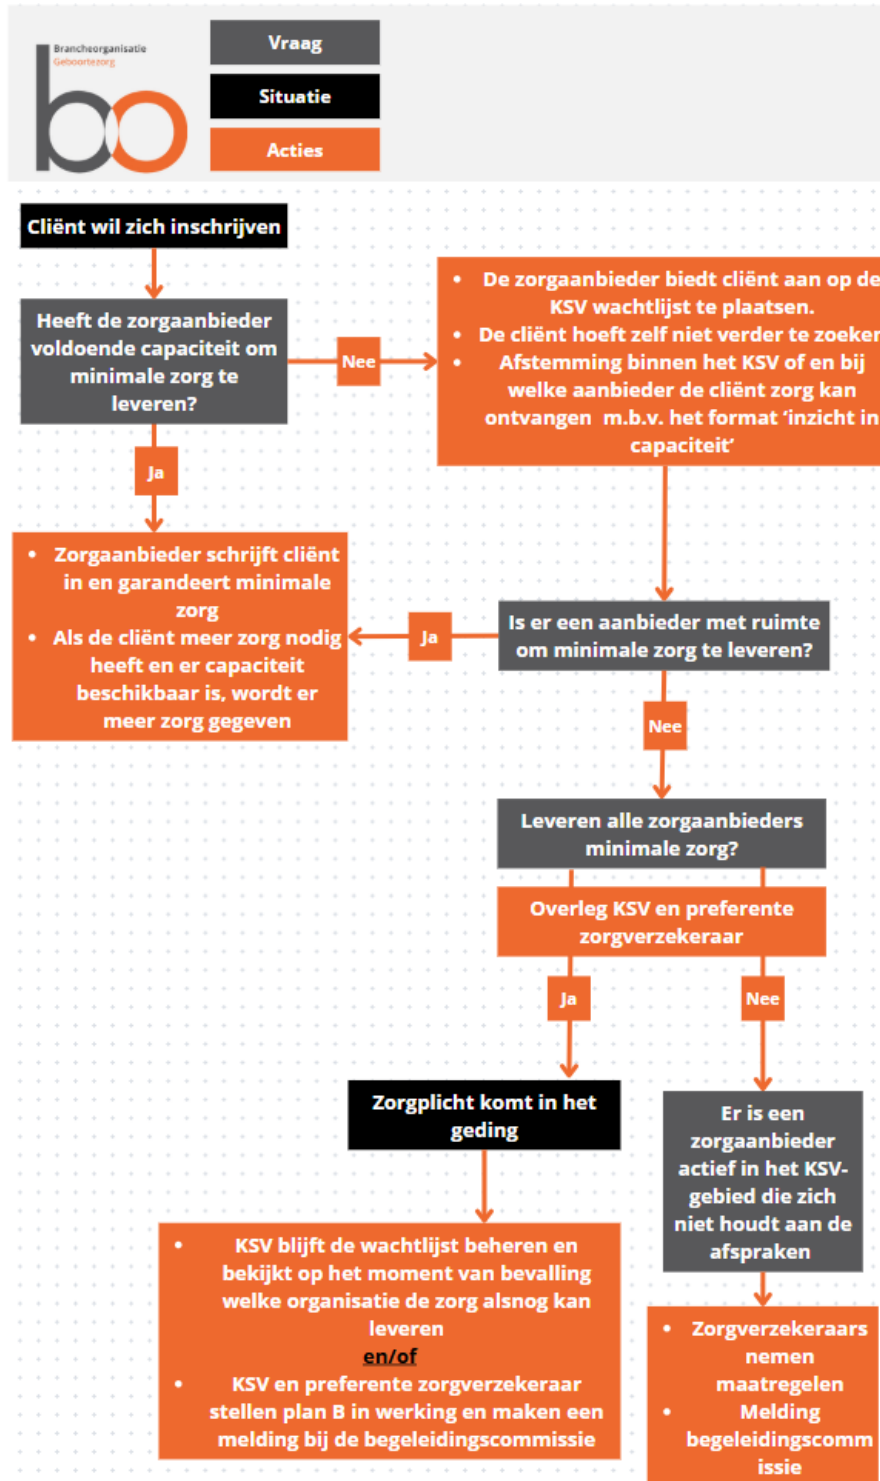 Brancheorganisatie
Geboortezorg
bo
Vraag
Situatie
Acties
Cliënt wil zich inschrijven
Heeft de zorgaanbieder
voldoende capaciteit om
minimale zorg te
leveren?
Nee
• De zorgaanbieder biedt cliënt aan op de
KSV wachtlijst te plaatsen.
• De cliënt hoeft zelf niet verder te zoeken
• Afstemming binnen het KSV of en bij
welke aanbieder de cliënt zorg kan
ontvangen m.b.v. het format ‘inzicht in
capaciteit’
Ja
• Zorgaanbieder schrijft cliënt
in en garandeert minimale
zorg
• Als de cliënt meer zorg nodig
heeft en er capaciteit
beschikbaar is, wordt er
meer zorg gegeven
Ja
Is er een aanbieder met ruimte
om minimale zorg te leveren?
Nee
Leveren alle zorgaanbieders
minimale zorg?
Overleg KSV en preferente
zorgverzekeraar
Ja
Nee
Zorgplicht komt in het
geding
Er is een
zorgaanbieder
actief in het KSV-
gebied die zich
niet houdt aan de
afspraken
• KSV blijft de wachtlijst beheren en
bekijkt op het moment van bevalling
welke organisatie de zorg alsnog kan
leveren
en/of
• KSV en preferente zorgverzekeraar
stellen plan B in werking en maken een
melding bij de begeleidingscommissie
• Zorgverzekeraars
nemen
maatregelen
• Melding
begeleidingscomm
issie